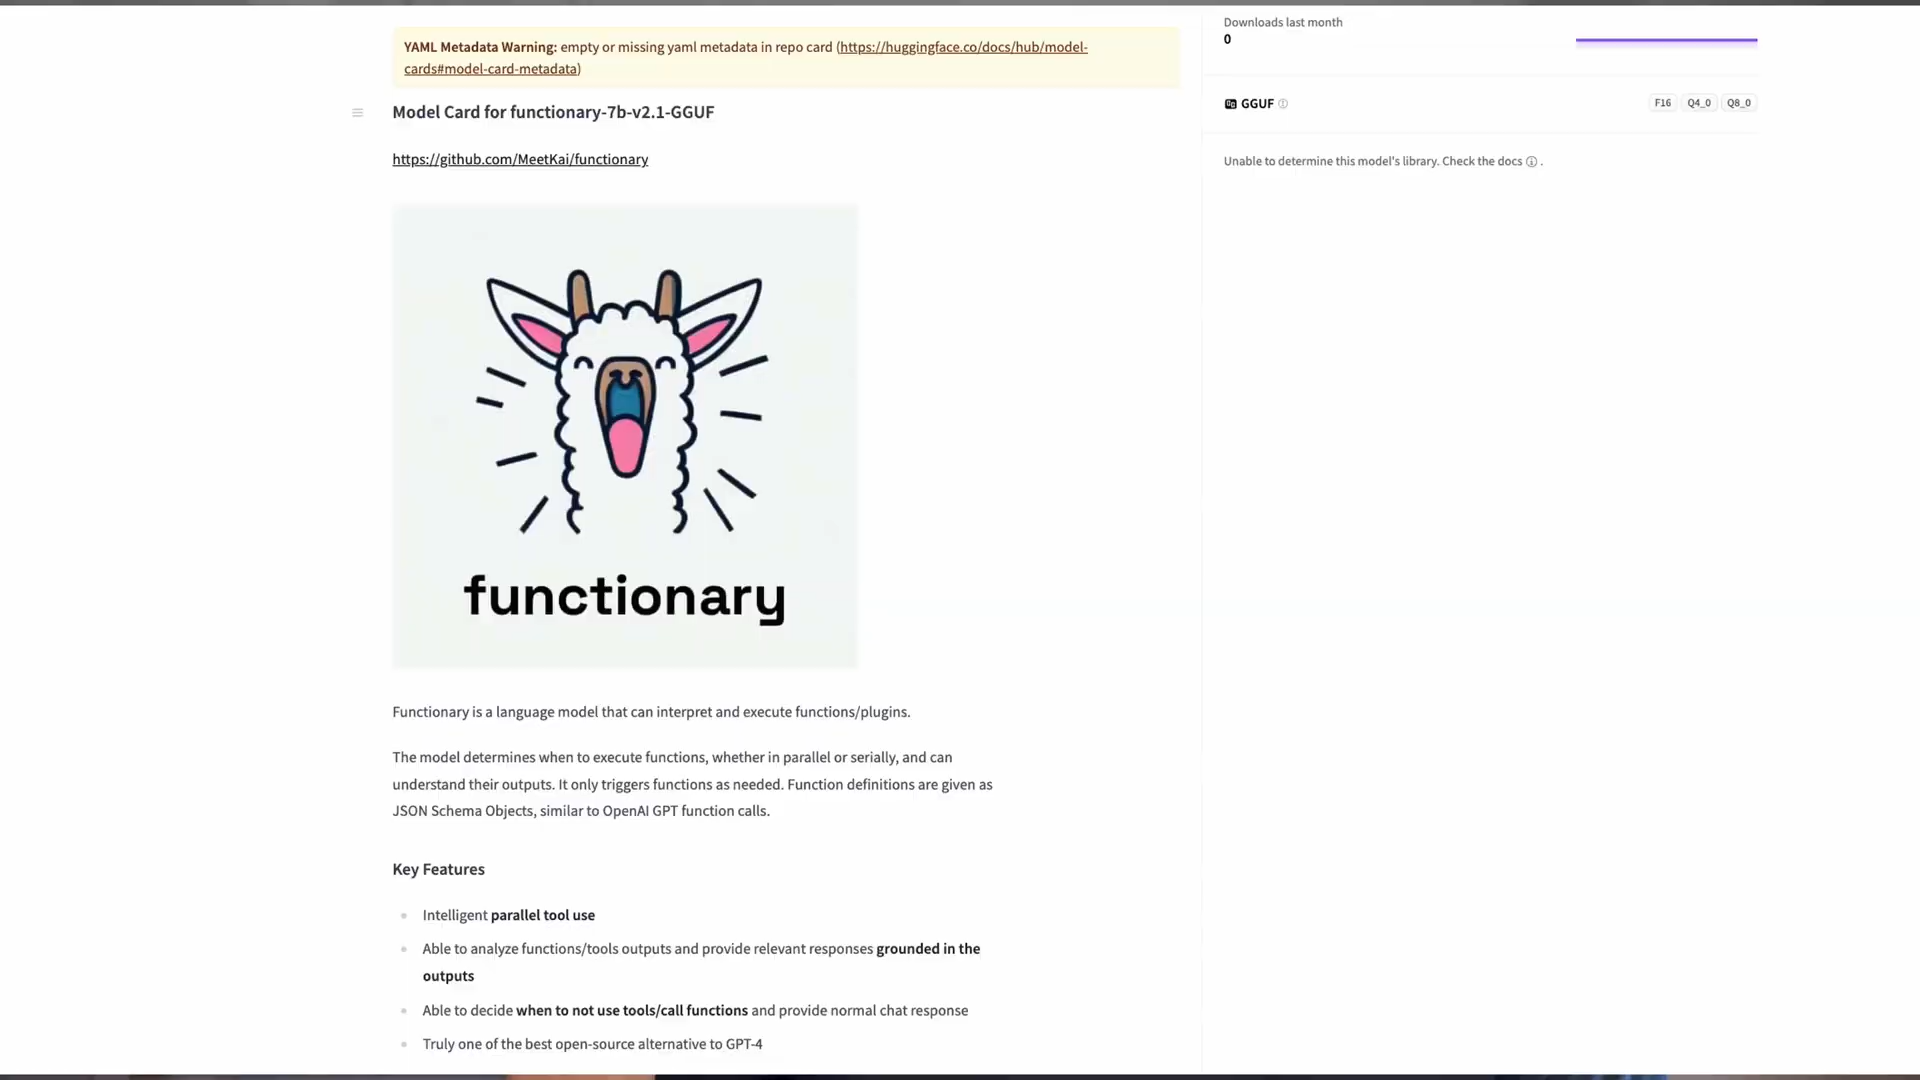 YAML Metadata Warning: empty or missing yaml metadata in repo card (https://huggingface.co/docs/hub/model-
cards#model-card-metadata)
Model Card for functionary-7b-v2.1-GGUF
https://github.com/MeetKai/functionary
functionary
Functionary is a language model that can interpret and execute functions/plugins.
The model determines when to execute functions, whether in parallel or serially, and can
understand their outputs. It only triggers functions as needed. Function definitions are given as
JSON Schema Objects, similar to OpenAI GPT function calls.
Key Features
Intelligent parallel tool use
Able to analyze functions/tools outputs and provide relevant responses grounded in the
outputs
Able to decide when to not use tools/call functions and provide normal chat response
Truly one of the best open-source alternative to GPT-4
Downloads last month
0
GGUF
F16 Q4_0 Q8_0
Unable to determine this model's library. Check the docs .